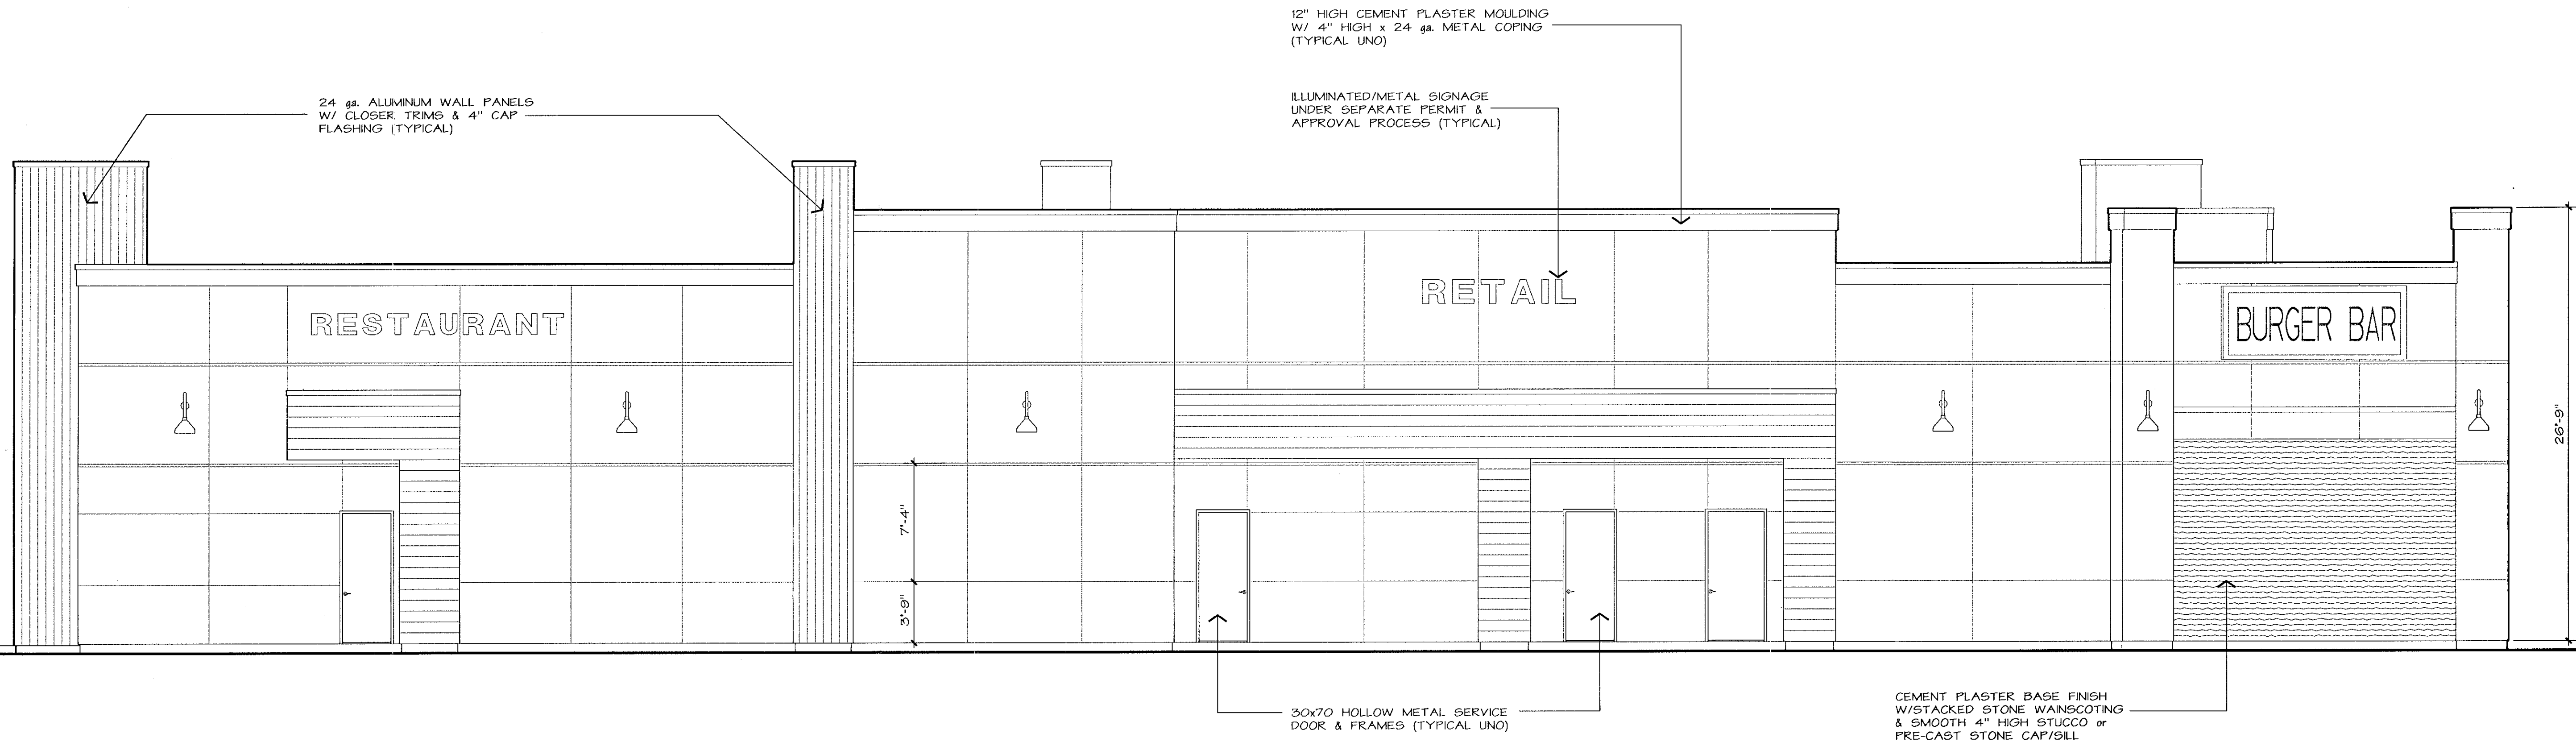 12" HIGH CEMENT PLASTER MOULDING
W/ 4" HIGH x 24 ga. METAL COPING
(TYPICAL UNO)
24 ga. ALUMINUM WALL PANELS
W/ CLOSER TRIMS & 4" CAP
FLASHING (TYPICAL)
ILLUMINATED/METAL SIGNAGE
UNDER SEPARATE PERMIT &
APPROVAL PROCESS (TYPICAL)
RESTAURANT
RETAIL
BURGER BAR
26'-9"
7'-4"
3'-9"
30x70 HOLLOW METAL SERVICE
DOOR & FRAMES (TYPICAL UNO)
CEMENT PLASTER BASE FINISH
W/STACKED STONE WAINSCOTING
& SMOOTH 4" HIGH STUCCO or
PRE-CAST STONE CAP/SILL